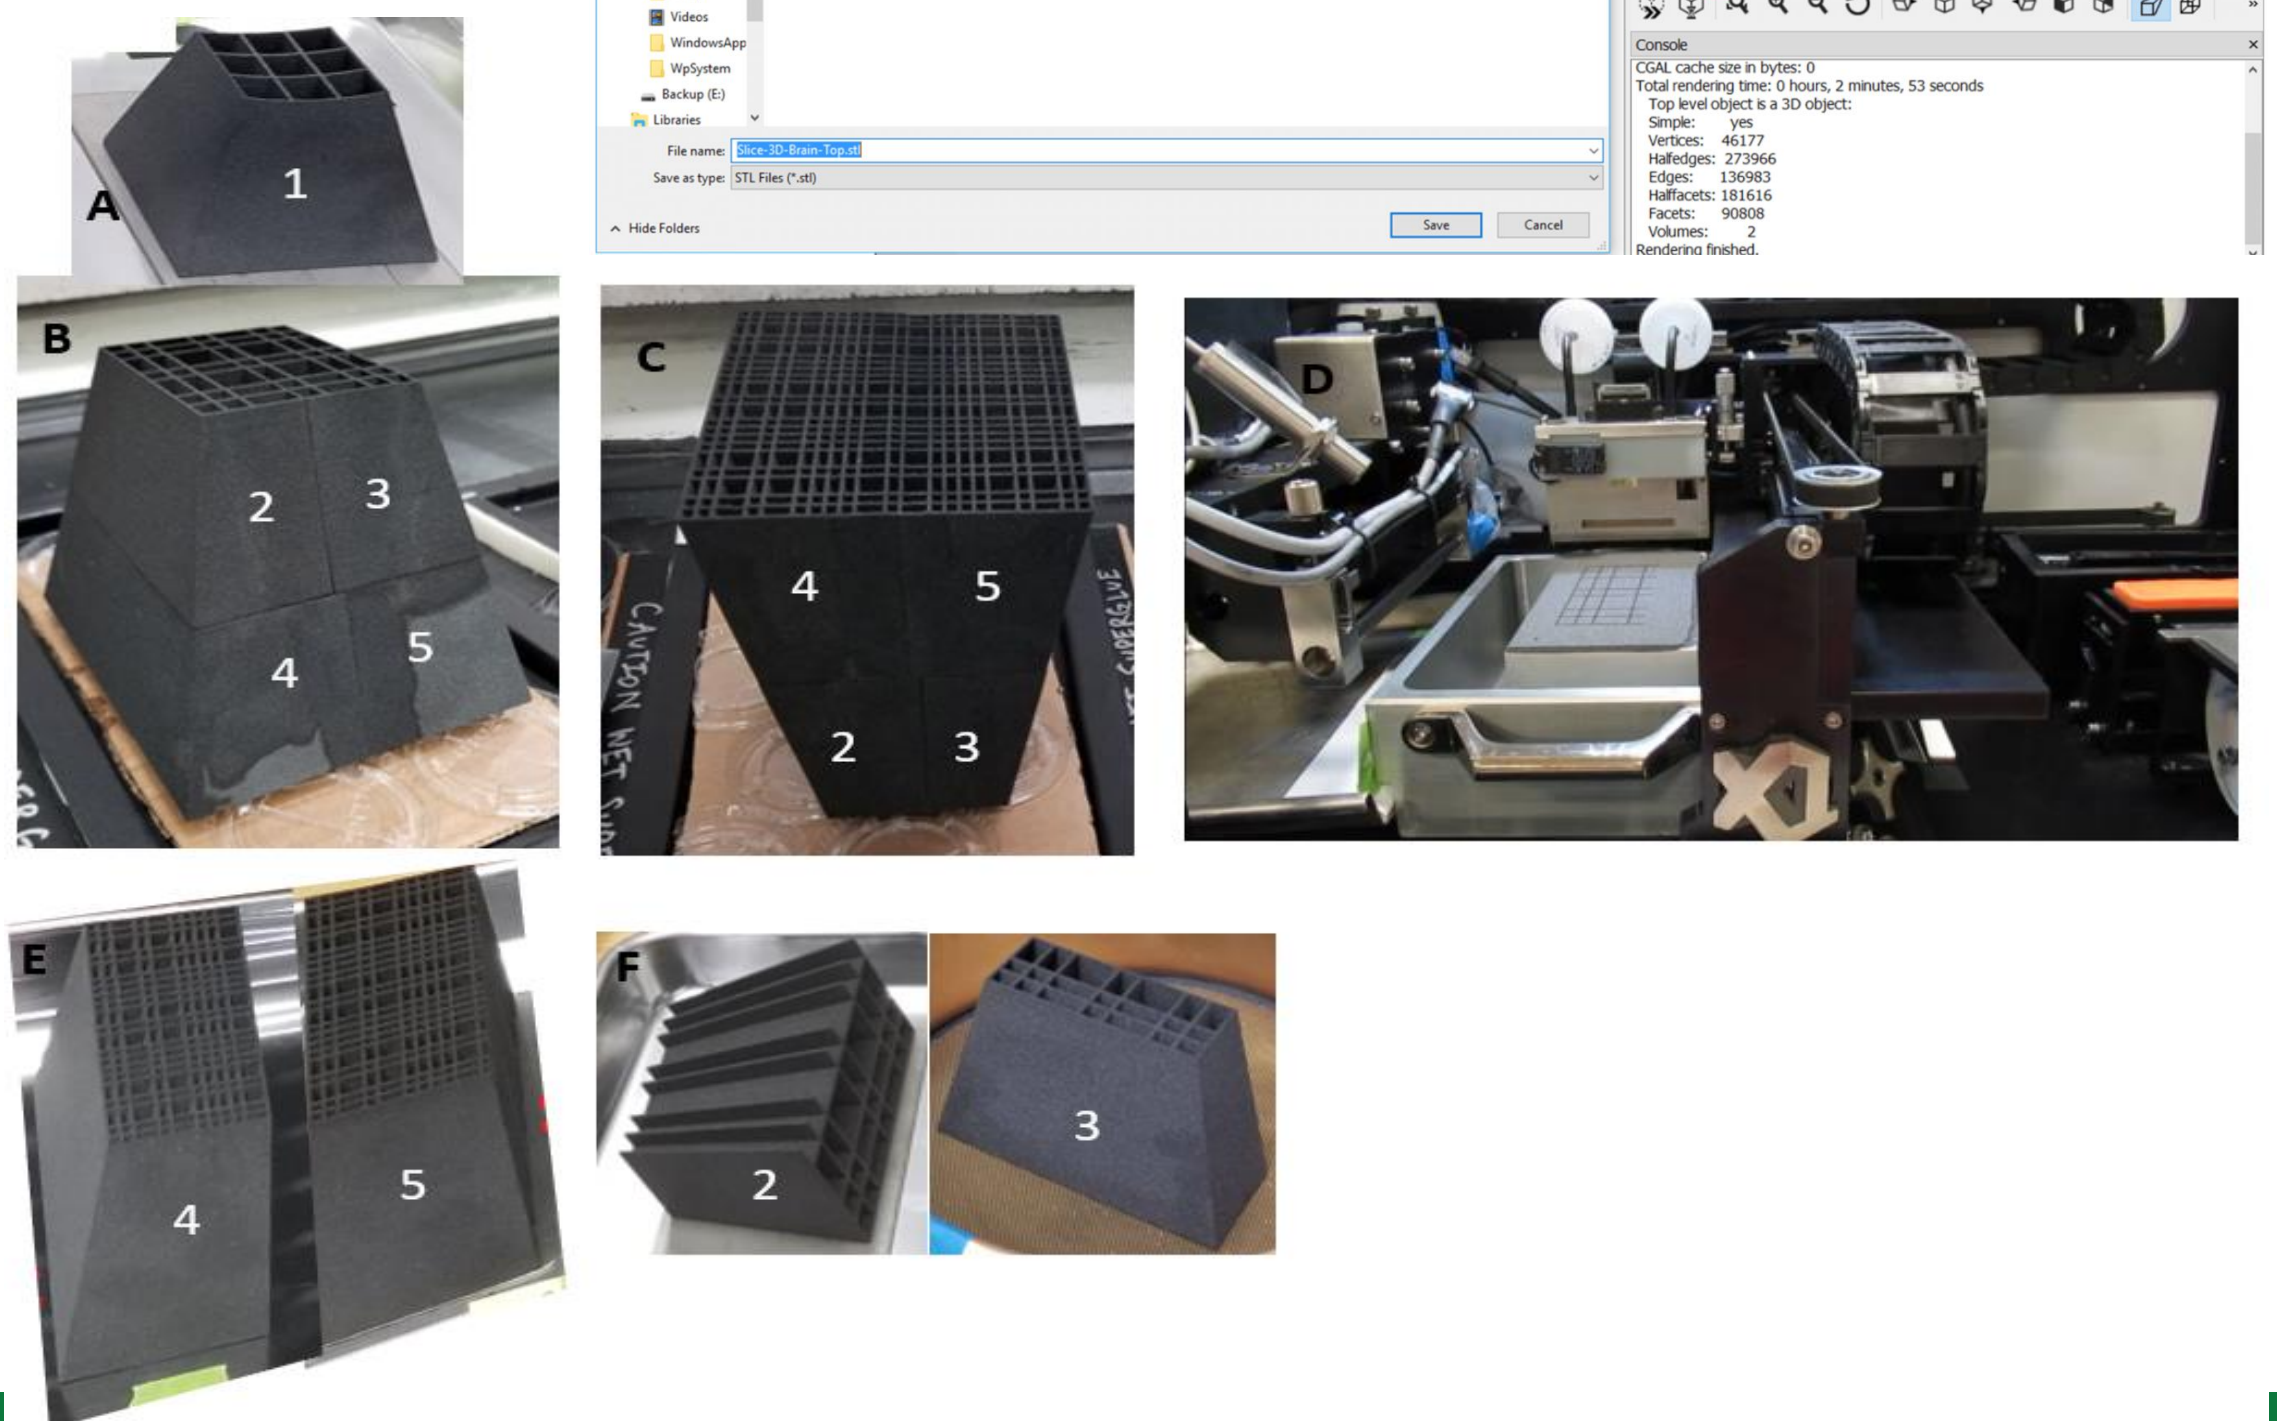 Videos
WindowsApp
WpSystem
Backup (E:)
Libraries
File name: Slice-3D-Brain-Top.stl
Save as type: STL Files (*.stl)
Hide Folders
Save Cancel
Console
CGAL cache size in bytes: 0
Total rendering time: 0 hours, 2 minutes, 53 seconds
Top level object is a 3D object:
Simple: yes
Vertices: 46177
Halfedges: 273966
Edges: 136983
Halffacets: 181616
Facets: 90808
Volumes: 2
Rendering finished.
A
1
B
2
3
4
5
C
4
5
2
3
CAUTION WET
SUPERGLUE
D
X1
E
4
5
F
2
3